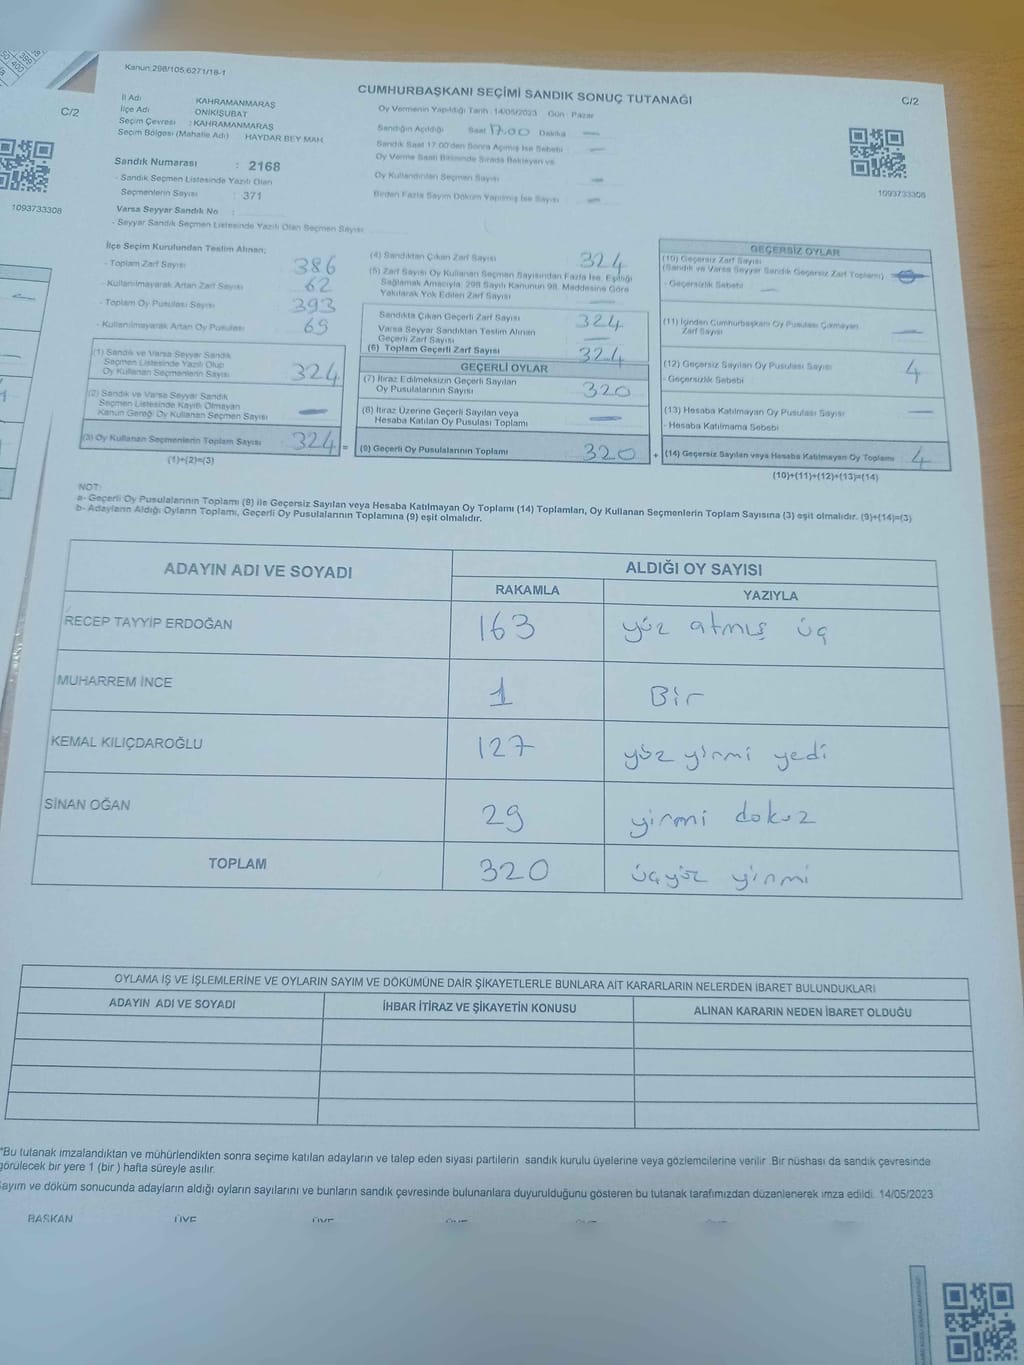 Kanun:298/105,6271/18-1
CUMHURBAŞKANI SEÇİMİ SANDIK SONUÇ TUTANAĞI
C/2
C/2
1093733308
1093733308
İl Adı KAHRAMANMARAŞ
İlçe Adı ONİKİŞUBAT
Seçim Çevresi : KAHRAMANMARAŞ
Seçim Bölgesi (Mahalle Adı) HAYDAR BEY MAH
Sandık Numarası : 2168
- Sandık Seçmen Listesinde Yazılı Olan
Seçmenlerin Sayısı : 371
Varsa Seyyar Sandık No :
- Seyyar Sandık Seçmen Listesinde Yazılı Olan Seçmen Sayısı
Oy Vermenin Yapıldığı Tarih : 14/05/2023 Gün : Pazar
Sandığın Açıldığı Saat 17.00 Dakika —
Sandık Saat 17.00'den Sonra Açılmış İse Sebebi —
Oy Verme Saati Bitiminde Sırada Bekleyen ve
Oy Kullandırılan Seçmen Sayısı —
Birden Fazla Sayım Döküm Yapılmış İse Sayısı —
İlçe Seçim Kurulundan Teslim Alınan;
- Toplam Zarf Sayısı 386
- Kullanılmayarak Artan Zarf Sayısı 62
- Toplam Oy Pusulası Sayısı 393
- Kullanılmayarak Artan Oy Pusulası 69
(1) Sandık ve Varsa Seyyar Sandık
Seçmen Listesinde Yazılı Olup
Oy Kullanan Seçmenlerin Sayısı 324
(2) Sandık ve Varsa Seyyar Sandık
Seçmen Listesinde Kayıtlı Olmayan
Kanun Gereği Oy Kullanan Seçmen Sayısı —
(3) Oy Kullanan Seçmenlerin Toplam Sayısı 324 =
(1)+(2)=(3)
(4) Sandıktan Çıkan Zarf Sayısı 324
(5) Zarf Sayısı Oy Kullanan Seçmen Sayısından Fazla İse, Eşitliği
Sağlamak Amacıyla, 298 Sayılı Kanunun 98. Maddesine Göre
Yakılarak Yok Edilen Zarf Sayısı —
Sandıkta Çıkan Geçerli Zarf Sayısı 324
Varsa Seyyar Sandıktan Teslim Alınan
Geçerli Zarf Sayısı —
(6) Toplam Geçerli Zarf Sayısı 324
GEÇERLİ OYLAR
(7) İtiraz Edilmeksizin Geçerli Sayılan
Oy Pusulalarının Sayısı 320
(8) İtiraz Üzerine Geçerli Sayılan veya
Hesaba Katılan Oy Pusulası Toplamı —
(9) Geçerli Oy Pusulalarının Toplamı 320 +
GEÇERSİZ OYLAR
(10) Geçersiz Zarf Sayısı
(Sandık ve Varsa Seyyar Sandık Geçersiz Zarf Toplamı)
- Geçersizlik Sebebi —
(11) İçinden Cumhurbaşkanı Oy Pusulası Çıkmayan
Zarf Sayısı —
(12) Geçersiz Sayılan Oy Pusulası Sayısı 4
- Geçersizlik Sebebi
(13) Hesaba Katılmayan Oy Pusulası Sayısı —
- Hesaba Katılmama Sebebi
(14) Geçersiz Sayılan veya Hesaba Katılmayan Oy Toplamı 4
(10)+(11)+(12)+(13)=(14)
NOT:
a- Geçerli Oy Pusulalarının Toplamı (9) ile Geçersiz Sayılan veya Hesaba Katılmayan Oy Toplamı (14) Toplamları, Oy Kullanan Seçmenlerin Toplam Sayısına (3) eşit olmalıdır. (9)+(14)=(3)
b- Adayların Aldığı Oyların Toplamı, Geçerli Oy Pusulalarının Toplamına (9) eşit olmalıdır.
ADAYIN ADI VE SOYADI
ALDIĞI OY SAYISI
RAKAMLA YAZIYLA
RECEP TAYYİP ERDOĞAN 163 yüz atmış üç
MUHARREM İNCE 1 Bir
KEMAL KILIÇDAROĞLU 127 yüz yirmi yedi
SİNAN OĞAN 29 yirmi dokuz
TOPLAM 320 üçyüz yirmi
OYLAMA İŞ VE İŞLEMLERİNE VE OYLARIN SAYIM VE DÖKÜMÜNE DAİR ŞİKAYETLERLE BUNLARA AİT KARARLARIN NELERDEN İBARET BULUNDUKLARI
ADAYIN ADI VE SOYADI İHBAR İTİRAZ VE ŞİKAYETİN KONUSU ALINAN KARARIN NEDEN İBARET OLDUĞU
*Bu tutanak imzalandıktan ve mühürlendikten sonra seçime katılan adayların ve talep eden siyasi partilerin sandık kurulu üyelerine veya gözlemcilerine verilir. Bir nüshası da sandık çevresinde
görülecek bir yere 1 (bir ) hafta süreyle asılır.
ayım ve döküm sonucunda adayların aldığı oyların sayılarını ve bunların sandık çevresinde bulunanlara duyurulduğunu gösteren bu tutanak tarafımızdan düzenlenerek imza edildi. 14/05/2023
BAŞKAN ÜYE ÜYE